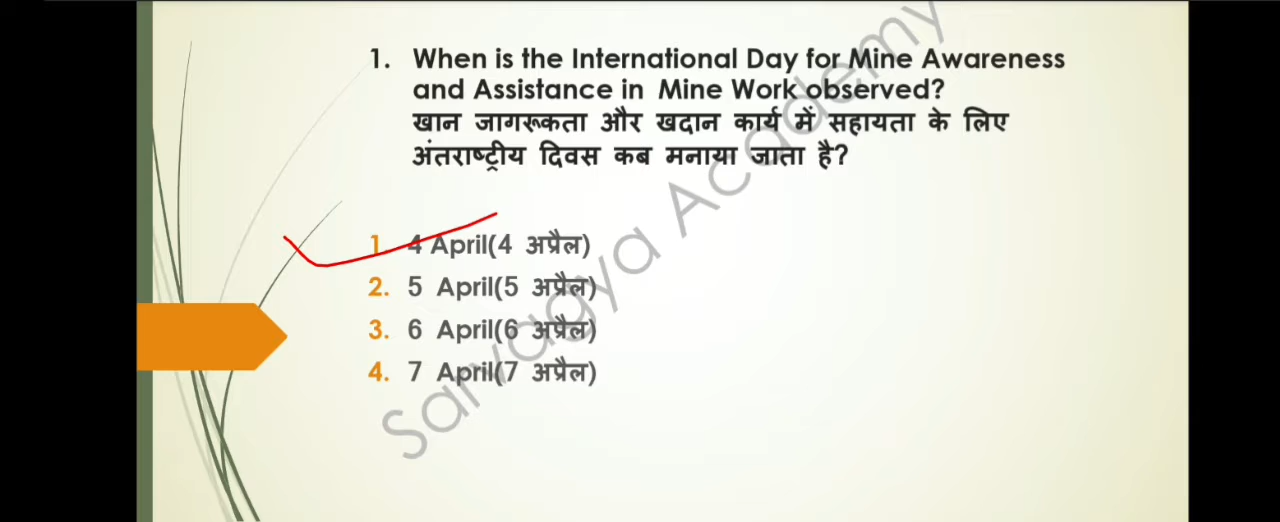 1. When is the International Day for Mine Awareness
and Assistance in Mine Work observed?
खान जागरूकता और खदान कार्य में सहायता के लिए
अंतराष्ट्रीय दिवस कब मनाया जाता है?
1. 4 April(4 अप्रैल)
2. 5 April(5 अप्रैल)
3. 6 April(6 अप्रैल)
4. 7 April(7 अप्रैल)
Sarvagya Academy